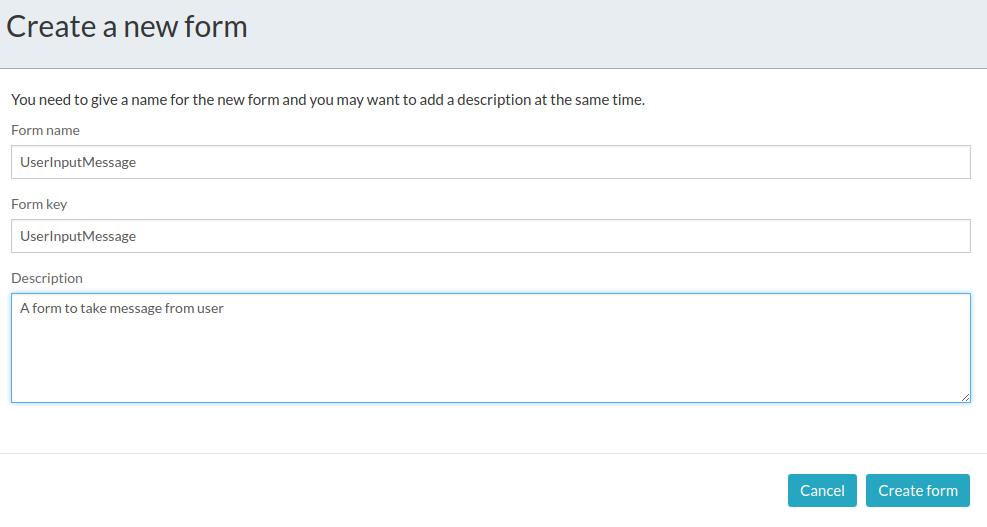 Create a new form
You need to give a name for the new form and you may want to add a description at the same time.
Form name
UserInputMessage
Form key
UserInputMessage
Description
A form to take message from user
Cancel
Create form